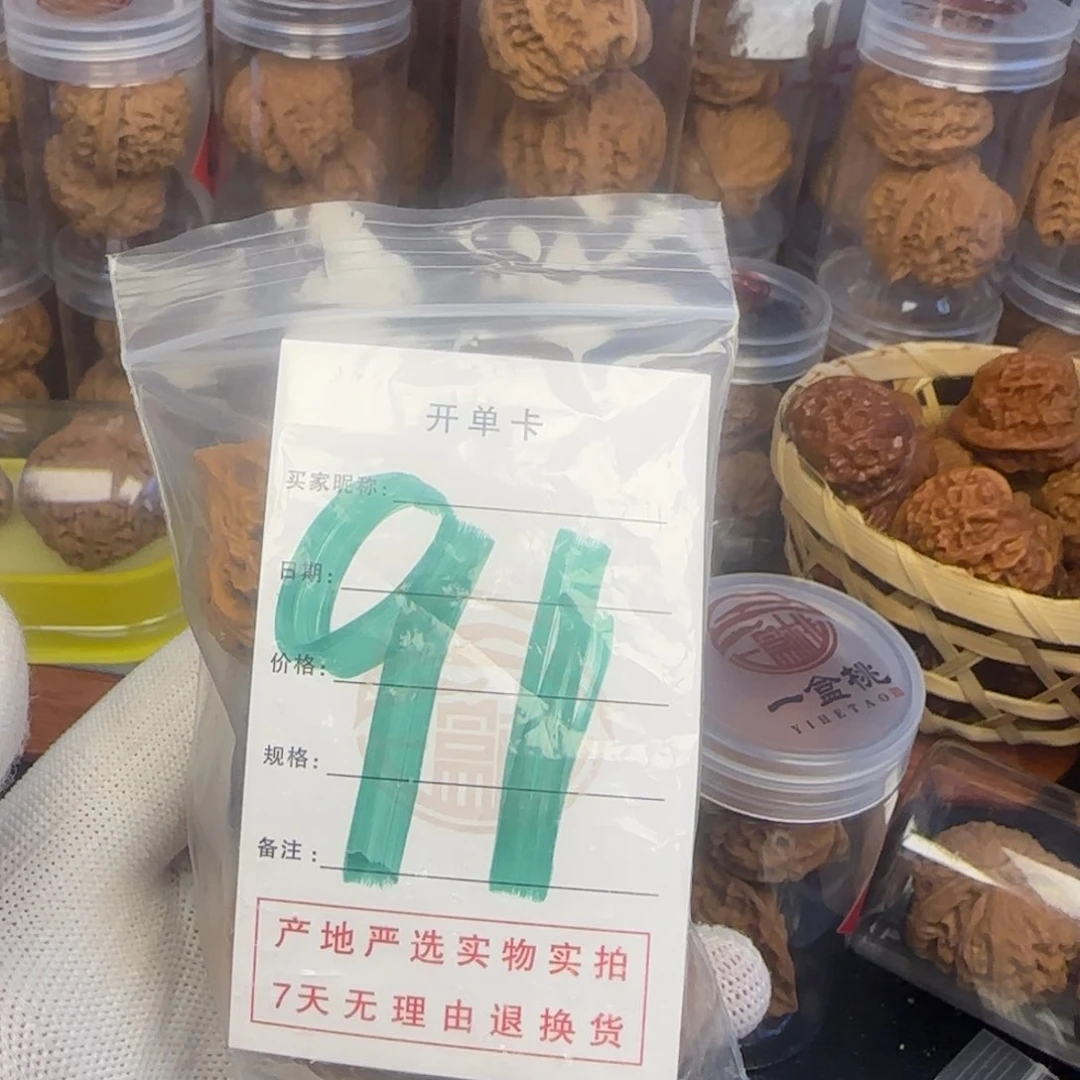 开单卡
买家昵称:
日期:
价格:
规格:
备注:
91
产地严选实物实拍
7天无理由退换货
一盒桃
YIHETAO